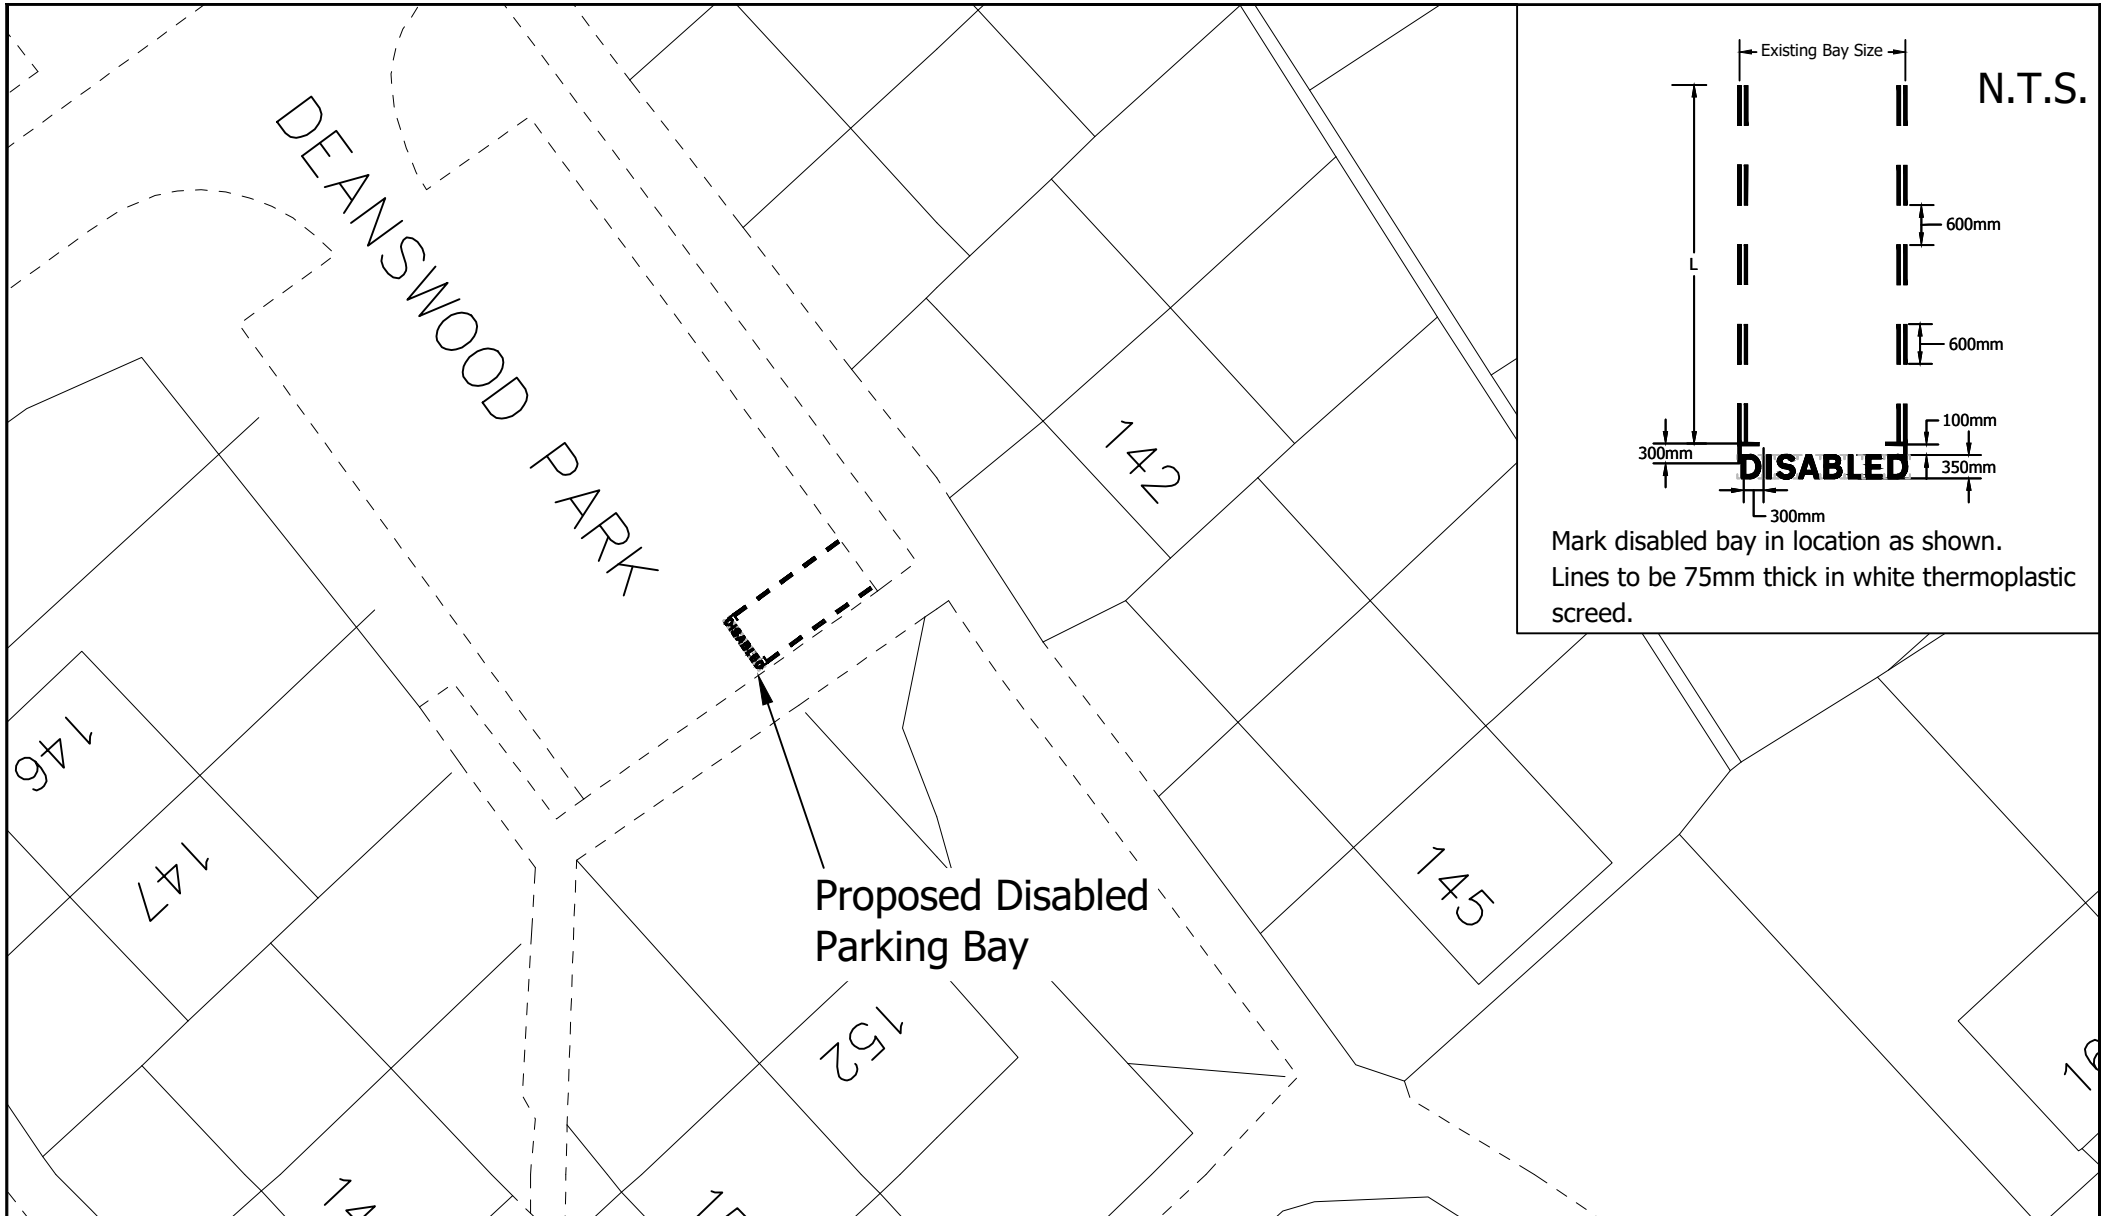 DEANSWOOD PARK
142
145
146
147
152
DISABLED
Proposed Disabled
Parking Bay
N.T.S.
Existing Bay Size
L
600mm
600mm
100mm
300mm
DISABLED
350mm
300mm
Mark disabled bay in location as shown.
Lines to be 75mm thick in white thermoplastic
screed.